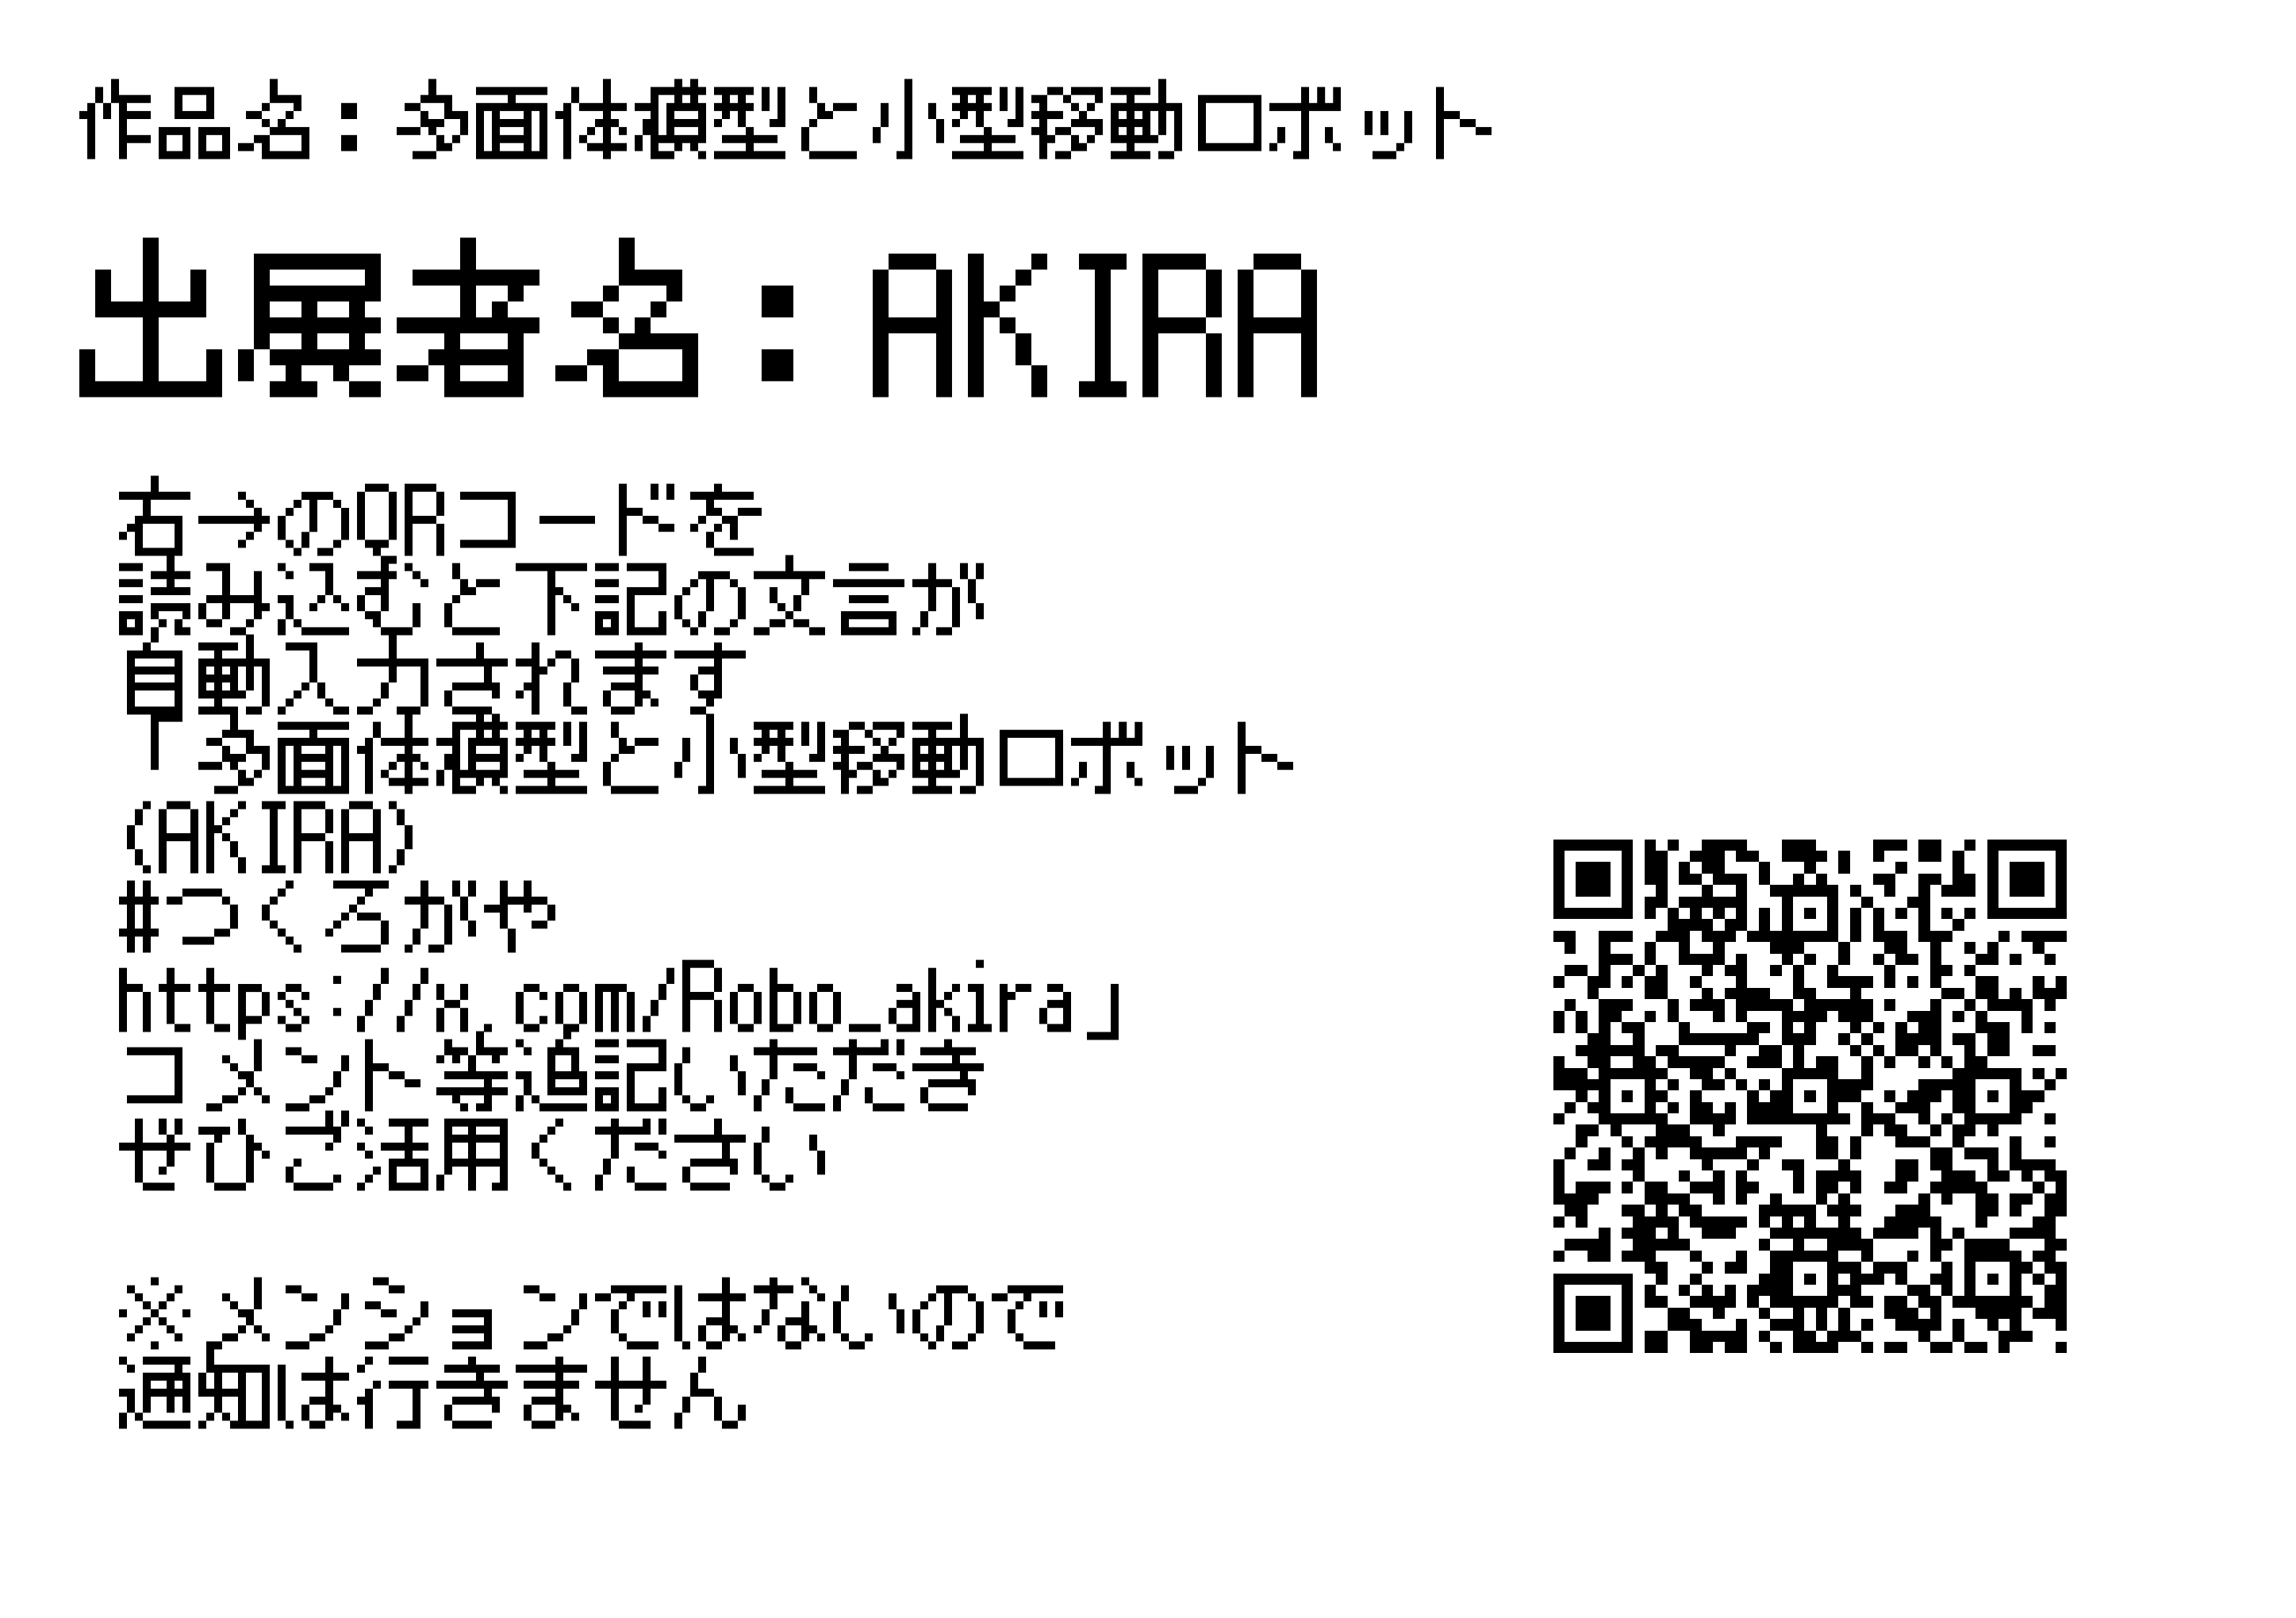 作品名：多面体模型と小型移動ロボット
出展者名：AKIRA
右→のQRコードを
読み込むと下記の文言が
自動入力されます
「多面体模型と小型移動ロボット
(AKIRA)
#つくろがや
https://x.com/Robo_akira」
コメント等追記いただき
ぜひご活用ください
※メンションではないので
通知は行きません